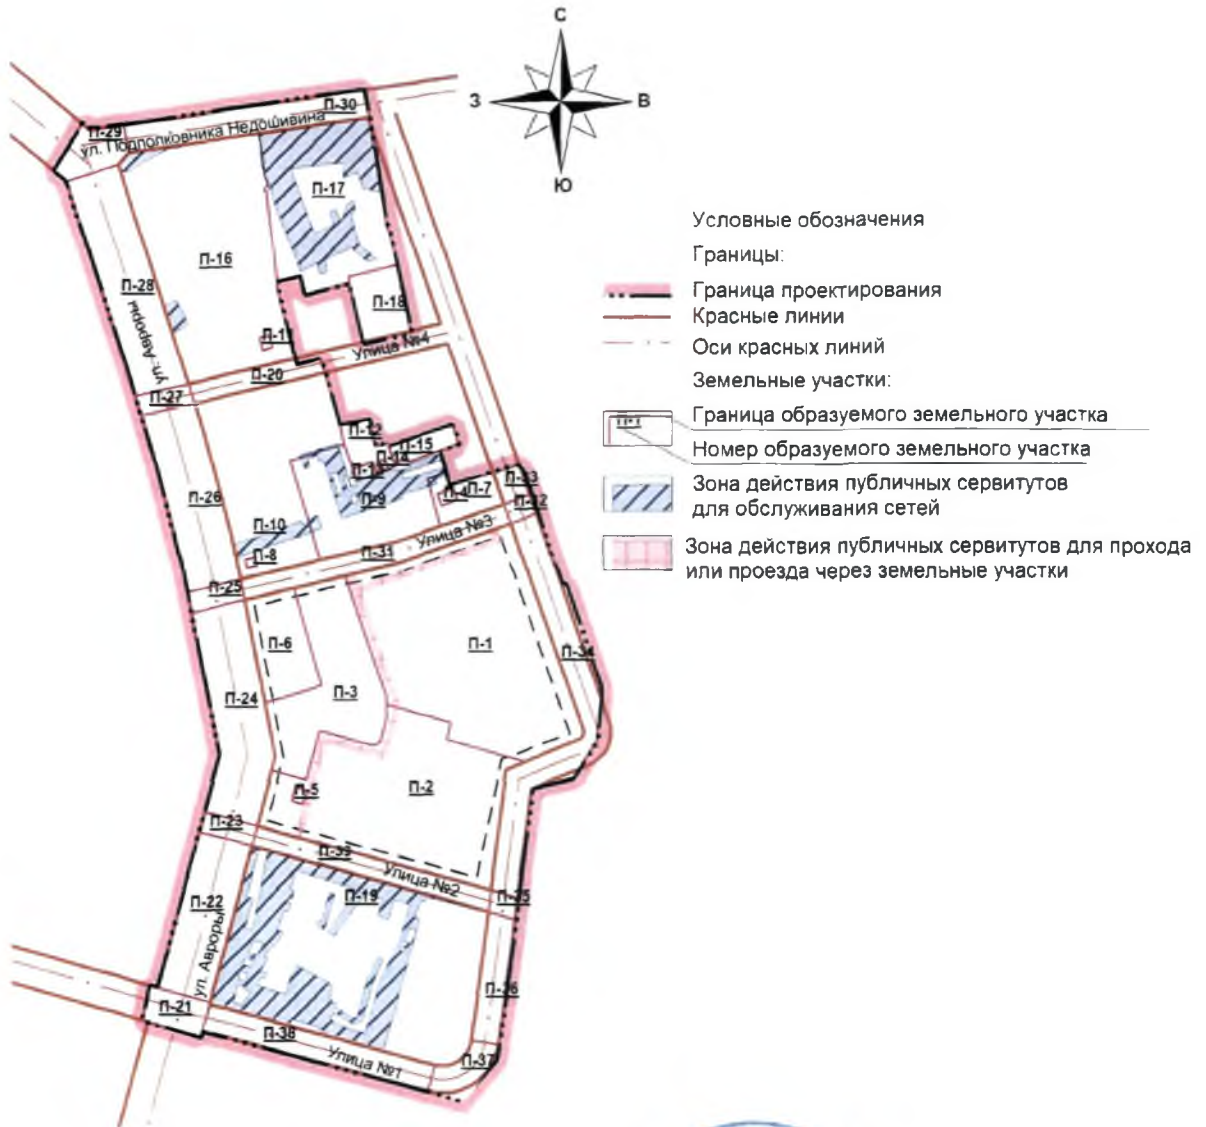 С
З
В
Ю
П-30
П-29
ул. Подполковника Недошивина
П-17
П-16
П-28
П-18
ул. Авроры
П-11
Улица №4
П-20
П-27
П-12
П-15
П-14
П-13
П-33
П-7
П-4
П-32
П-26
П-9
П-10
Улица №3
П-31
П-8
П-25
П-6
П-1
П-34
П-3
П-24
П-5
П-2
П-23
П-39
Улица №2
П-19
П-35
П-22
ул. Авроры
П-36
П-21
П-38
Улица №1
П-37
Условные обозначения
Границы:
Граница проектирования
Красные линии
Оси красных линий
Земельные участки:
Граница образуемого земельного участка
Номер образуемого земельного участка
Зона действия публичных сервитутов
для обслуживания сетей
Зона действия публичных сервитутов для прохода
или проезда через земельные участки